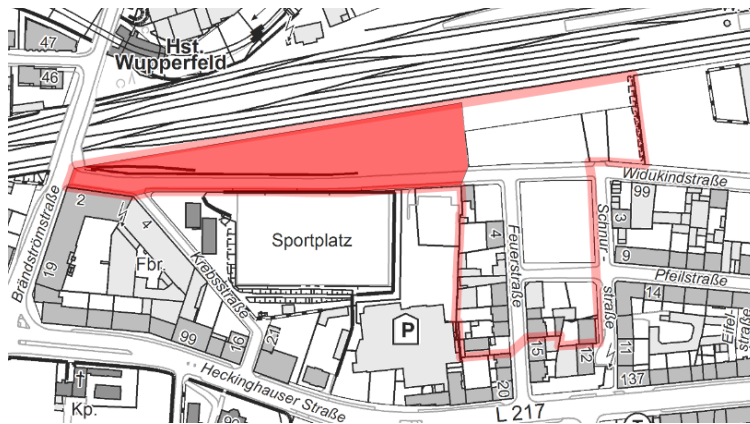 47
Hst.
Wupperfeld
46
Brändströmstraße
2
4
Fbr.
19
Krebsstraße
Sportplatz
99
16
21
P
Heckinghauser Straße
Kp.
4
Feuerstraße
Schnur-
straße
Widukindstraße
99
3
9
Pfeilstraße
14
Eifel-
straße
15
12
11
20
137
L 217